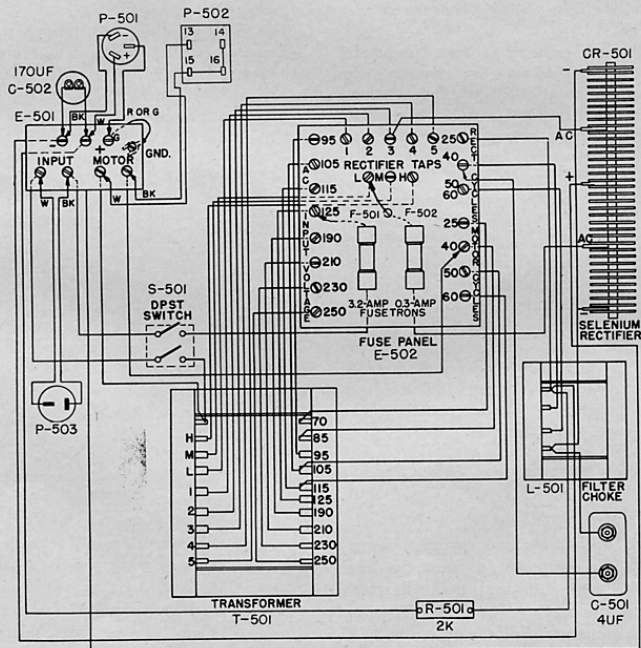 P-501
P-502
CR-501
13 14
15 16
170UF
C-502
E-501
BK
W
R OR G
G
GND.
INPUT
MOTOR
+
W
BK
S-501
DPST
SWITCH
P-503
95
105
115
125
190
210
230
250
AC INPUT VOLTAGE
1 2 3 4 5
RECTIFIER TAPS
L M H
F-501
F-502
3.2-AMP 0.3-AMP
FUSETRONS
25
40
50
60
RECT. CYCLES
25
40
50
60
MOTOR CYCLES
FUSE PANEL
E-502
AC
+
AC
SELENIUM
RECTIFIER
H
M
L
1
2
3
4
5
70
85
95
105
115
125
190
210
230
250
TRANSFORMER
T-501
L-501
FILTER
CHOKE
R-501
2K
C-501
4UF